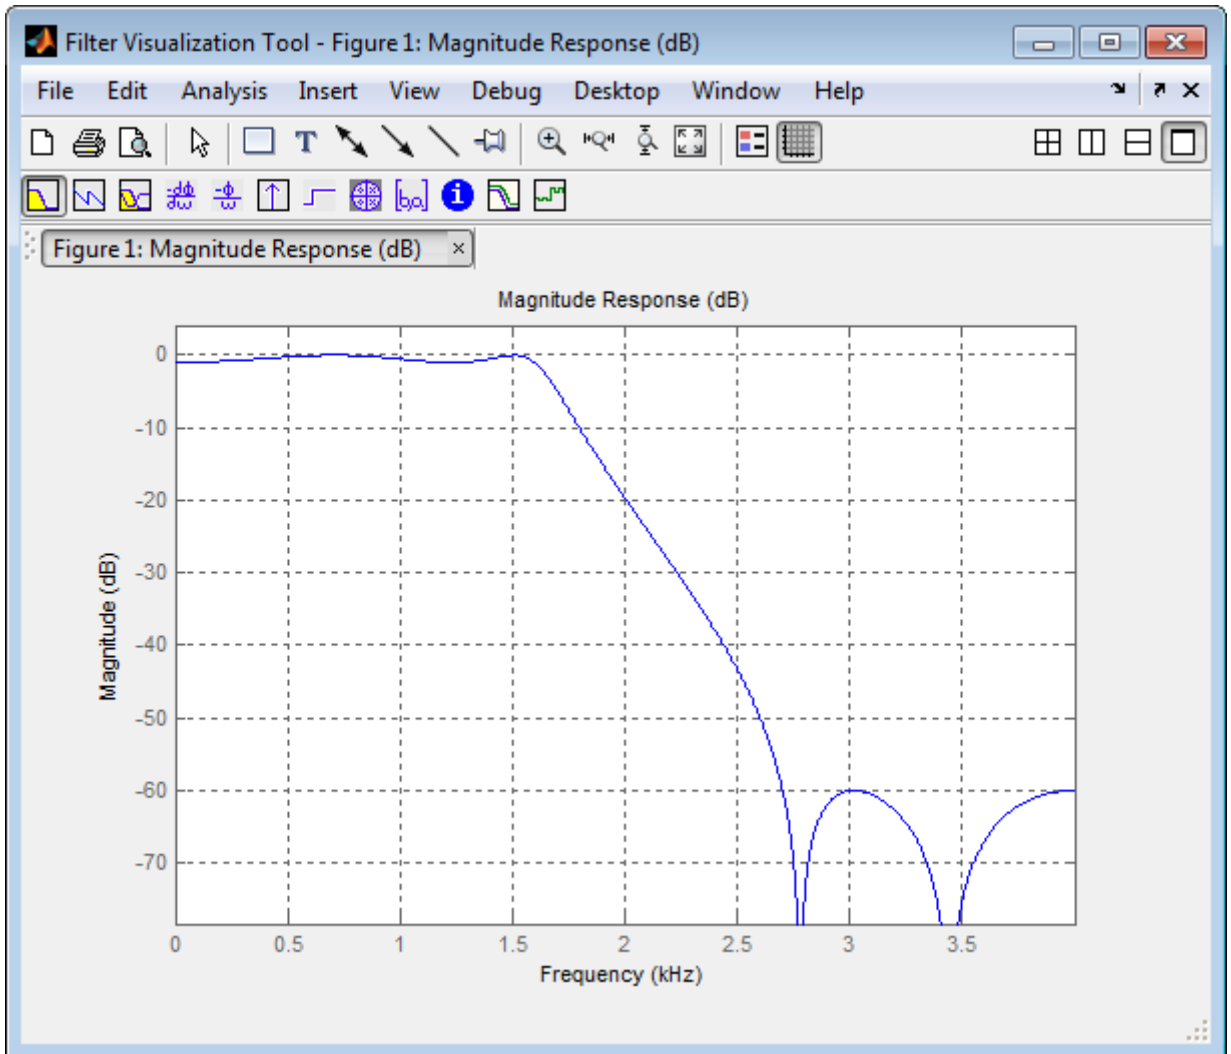 Filter Visualization Tool - Figure 1: Magnitude Response (dB)
File Edit Analysis Insert View Debug Desktop Window Help
T
[b,a] i
Figure 1: Magnitude Response (dB) ×
Magnitude Response (dB)
0
-10
-20
-30
-40
-50
-60
-70
Magnitude (dB)
0 0.5 1 1.5 2 2.5 3 3.5
Frequency (kHz)